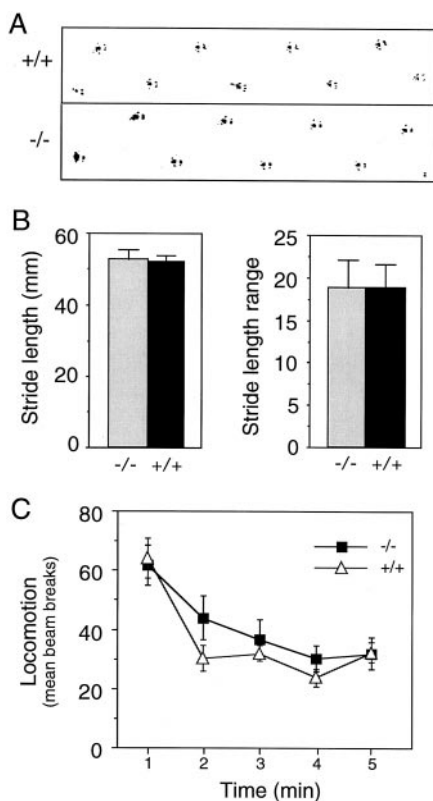 A
+/+
-/-
B
Stride length (mm)
60
40
20
0
-/- +/+
Stride length range
25
20
15
10
5
0
-/- +/+
C
Locomotion
(mean beam breaks)
80
60
40
20
0
-/-
+/+
1 2 3 4 5
Time (min)